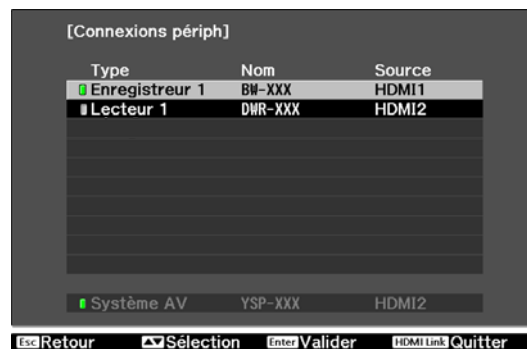 [Connexions périph]
Type Nom Source
Enregistreur 1 BW-XXX HDMI1
Lecteur 1 DWR-XXX HDMI2
Système AV YSP-XXX HDMI2
Esc Retour Sélection Enter Valider HDMI Link Quitter